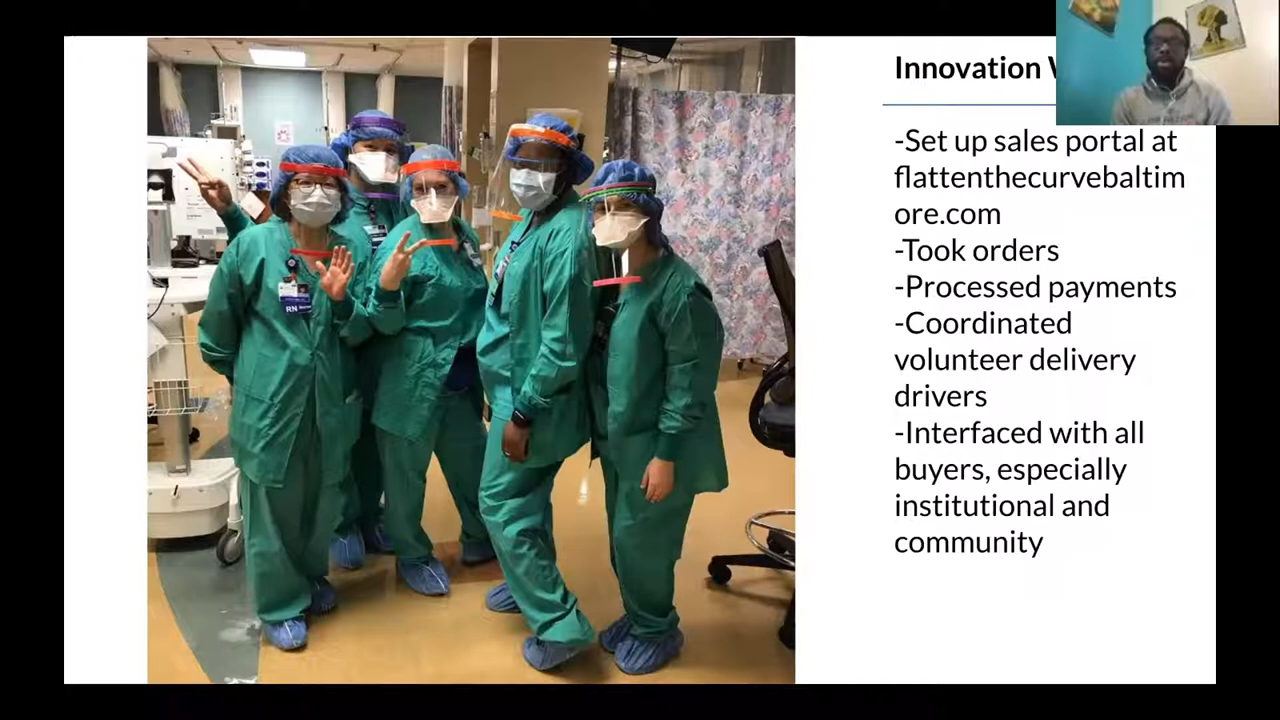 Innovation
-Set up sales portal at
flattenthecurvebaltim
ore.com
-Took orders
-Processed payments
-Coordinated
volunteer delivery
drivers
-Interfaced with all
buyers, especially
institutional and
community
RN